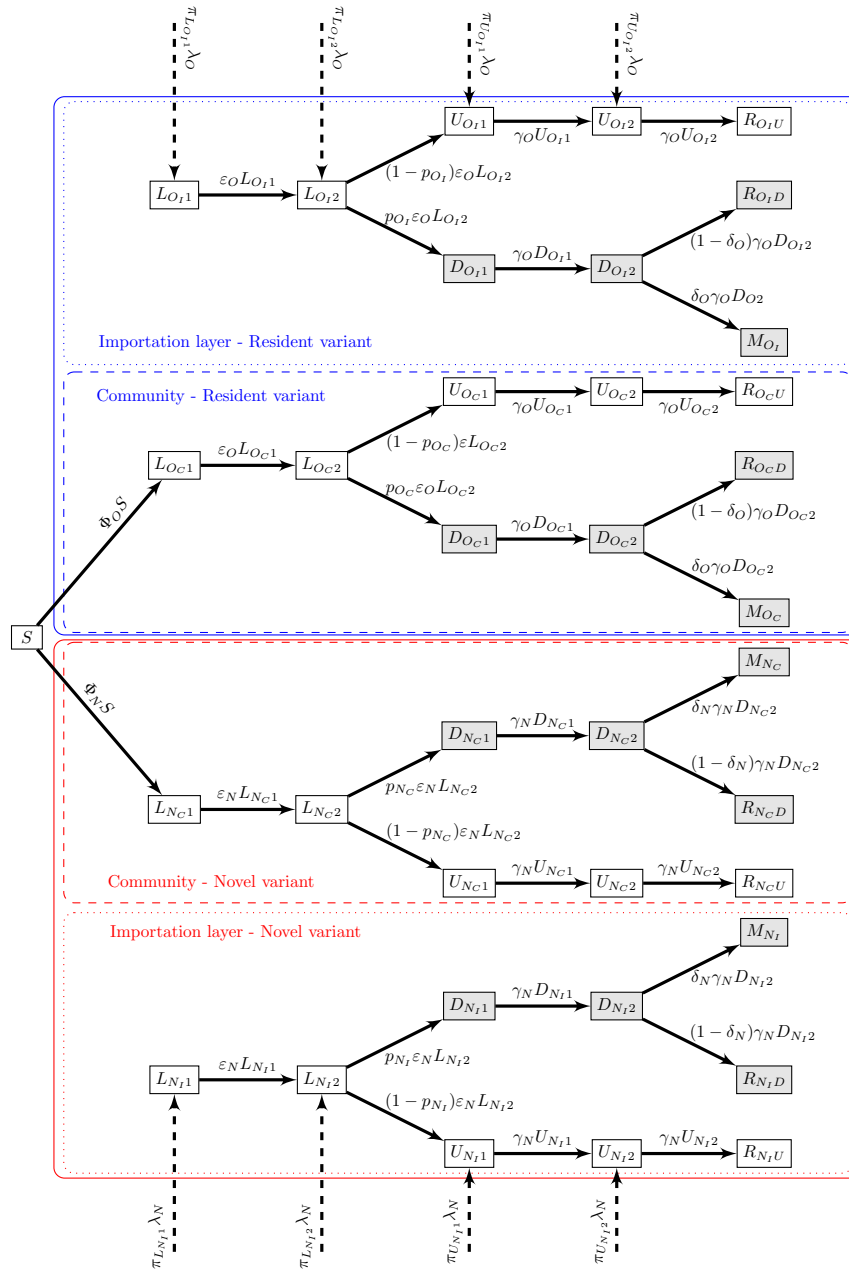 π_{L_{O_I 1}}λ_O
π_{L_{O_I 2}}λ_O
π_{U_{O_I 1}}λ_O
π_{U_{O_I 2}}λ_O
U_{O_I 1}
γ_O U_{O_I 1}
U_{O_I 2}
γ_O U_{O_I 2}
R_{O_I U}
L_{O_I 1}
ε_O L_{O_I 1}
L_{O_I 2}
(1 − p_{O_I})ε_O L_{O_I 2}
p_{O_I}ε_O L_{O_I 2}
R_{O_I D}
D_{O_I 1}
γ_O D_{O_I 1}
D_{O_I 2}
(1 − δ_O)γ_O D_{O_I 2}
δ_O γ_O D_{O2}
M_{O_I}
Importation layer - Resident variant
Community - Resident variant
U_{O_C 1}
γ_O U_{O_C 1}
U_{O_C 2}
γ_O U_{O_C 2}
R_{O_C U}
L_{O_C 1}
ε_O L_{O_C 1}
L_{O_C 2}
(1 − p_{O_C})εL_{O_C 2}
p_{O_C}ε_O L_{O_C 2}
R_{O_C D}
D_{O_C 1}
γ_O D_{O_C 1}
D_{O_C 2}
(1 − δ_O)γ_O D_{O_C 2}
δ_O γ_O D_{O_C 2}
M_{O_C}
Φ_O S
S
Φ_N S
M_{N_C}
δ_N γ_N D_{N_C 2}
D_{N_C 1}
γ_N D_{N_C 1}
D_{N_C 2}
(1 − δ_N)γ_N D_{N_C 2}
R_{N_C D}
L_{N_C 1}
ε_N L_{N_C 1}
L_{N_C 2}
p_{N_C}ε_N L_{N_C 2}
(1 − p_{N_C})ε_N L_{N_C 2}
U_{N_C 1}
γ_N U_{N_C 1}
U_{N_C 2}
γ_N U_{N_C 2}
R_{N_C U}
Community - Novel variant
Importation layer - Novel variant
M_{N_I}
δ_N γ_N D_{N_I 2}
D_{N_I 1}
γ_N D_{N_I 1}
D_{N_I 2}
(1 − δ_N)γ_N D_{N_I 2}
R_{N_I D}
L_{N_I 1}
ε_N L_{N_I 1}
L_{N_I 2}
p_{N_I}ε_N L_{N_I 2}
(1 − p_{N_I})ε_N L_{N_I 2}
U_{N_I 1}
γ_N U_{N_I 1}
U_{N_I 2}
γ_N U_{N_I 2}
R_{N_I U}
π_{L_{N_I 1}}λ_N
π_{L_{N_I 2}}λ_N
π_{U_{N_I 1}}λ_N
π_{U_{N_I 2}}λ_N